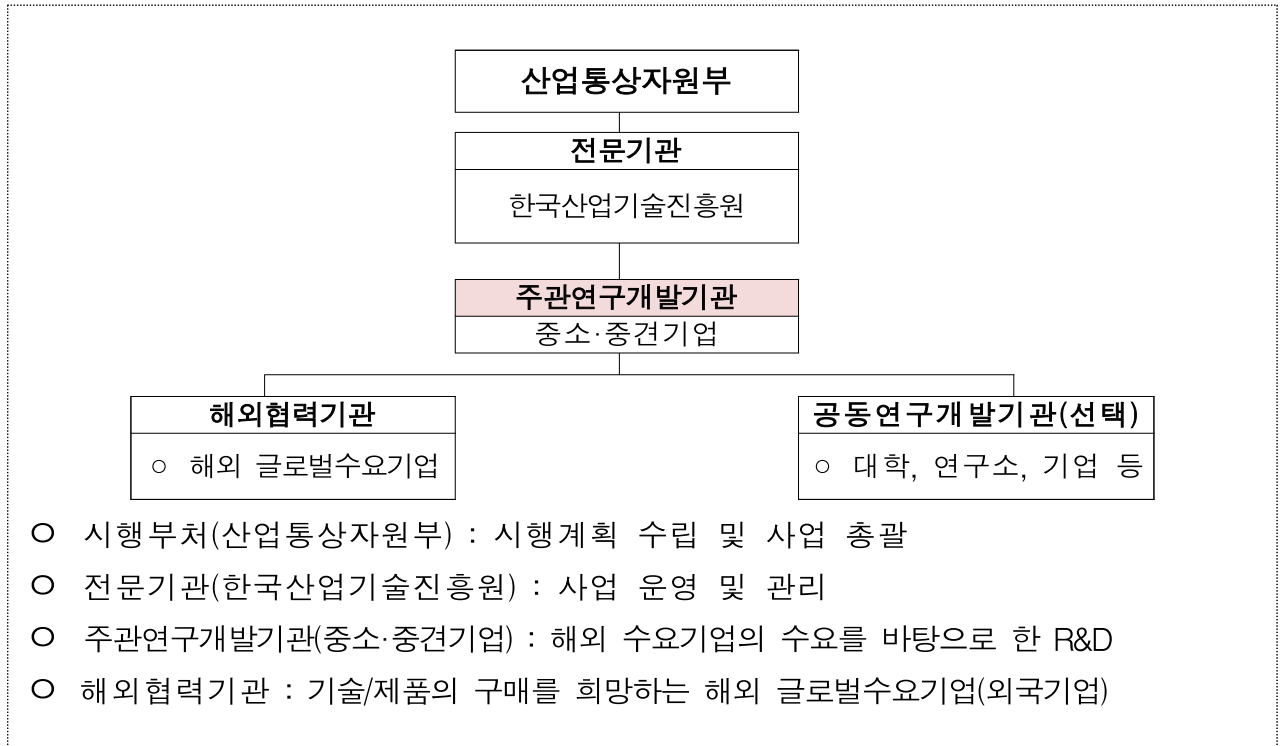 산업통상자원부
전문기관
한국산업기술진흥원
주관연구개발기관
중소·중견기업
해외협력기관
○ 해외 글로벌수요기업
공동연구개발기관(선택)
○ 대학, 연구소, 기업 등
○ 시행부처(산업통상자원부) : 시행계획 수립 및 사업 총괄
○ 전문기관(한국산업기술진흥원) : 사업 운영 및 관리
○ 주관연구개발기관(중소·중견기업) : 해외 수요기업의 수요를 바탕으로 한 R&D
○ 해외협력기관 : 기술/제품의 구매를 희망하는 해외 글로벌수요기업(외국기업)